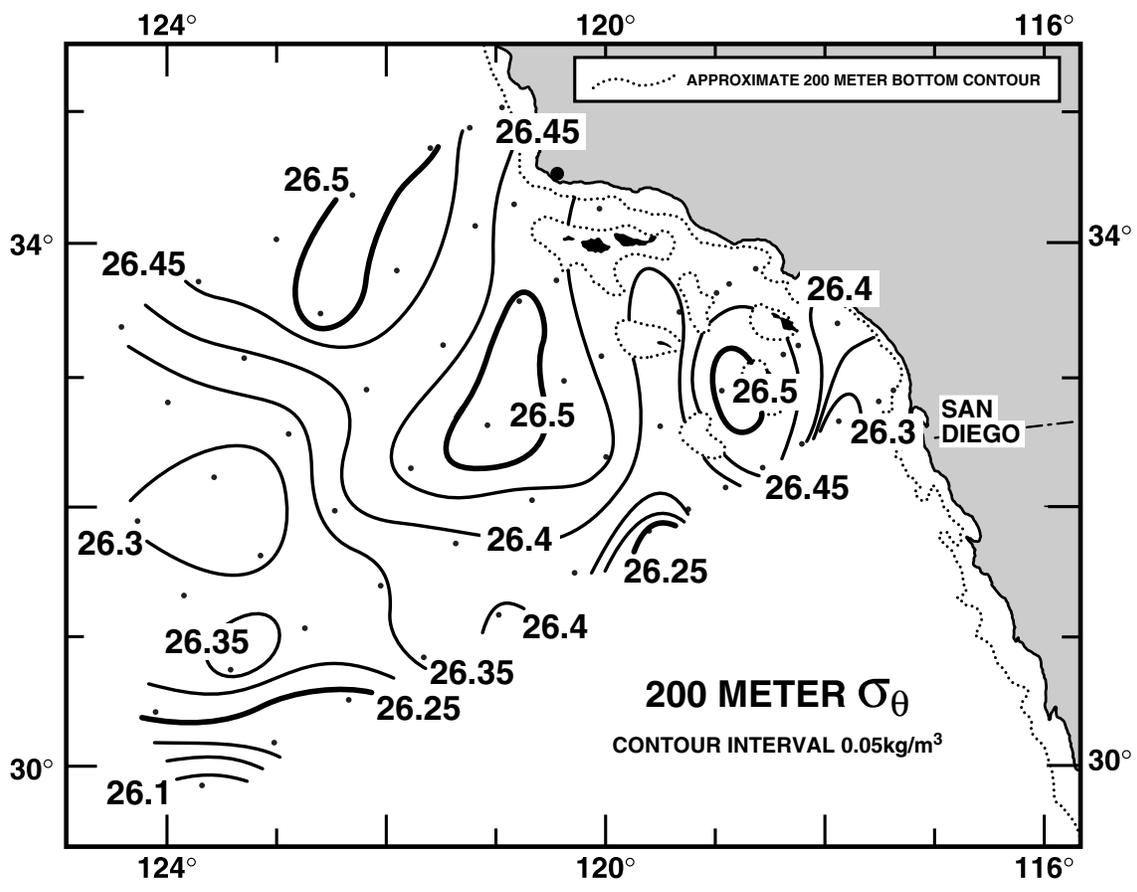 124° 120° 116°
APPROXIMATE 200 METER BOTTOM CONTOUR
26.45
26.5
34° 34°
26.45
26.4
26.5
26.5
26.3
SAN
DIEGO
26.45
26.3
26.4
26.25
26.4
26.35
26.35
26.25
200 METER σθ
CONTOUR INTERVAL 0.05kg/m³
30° 30°
26.1
124° 120° 116°